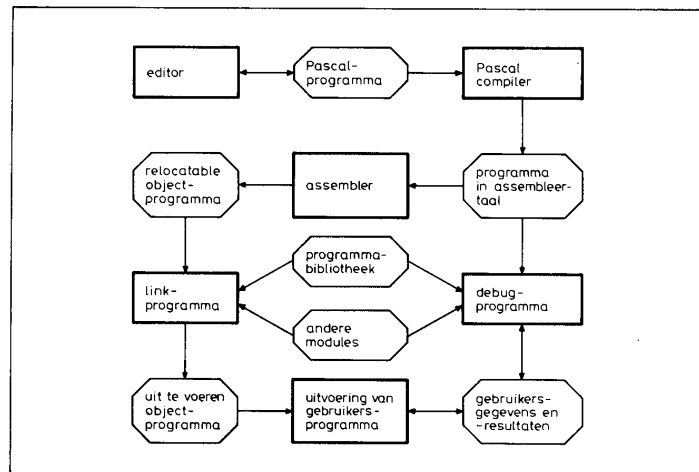 editor
Pascal-
programma
Pascal
compiler
relocatable
object-
programma
assembler
programma
in assembleer-
taal
programma-
bibliotheek
link-
programma
debug-
programma
andere
modules
uit te voeren
object-
programma
uitvoering van
gebruikers-
programma
gebruikers-
gegevens en
-resultaten